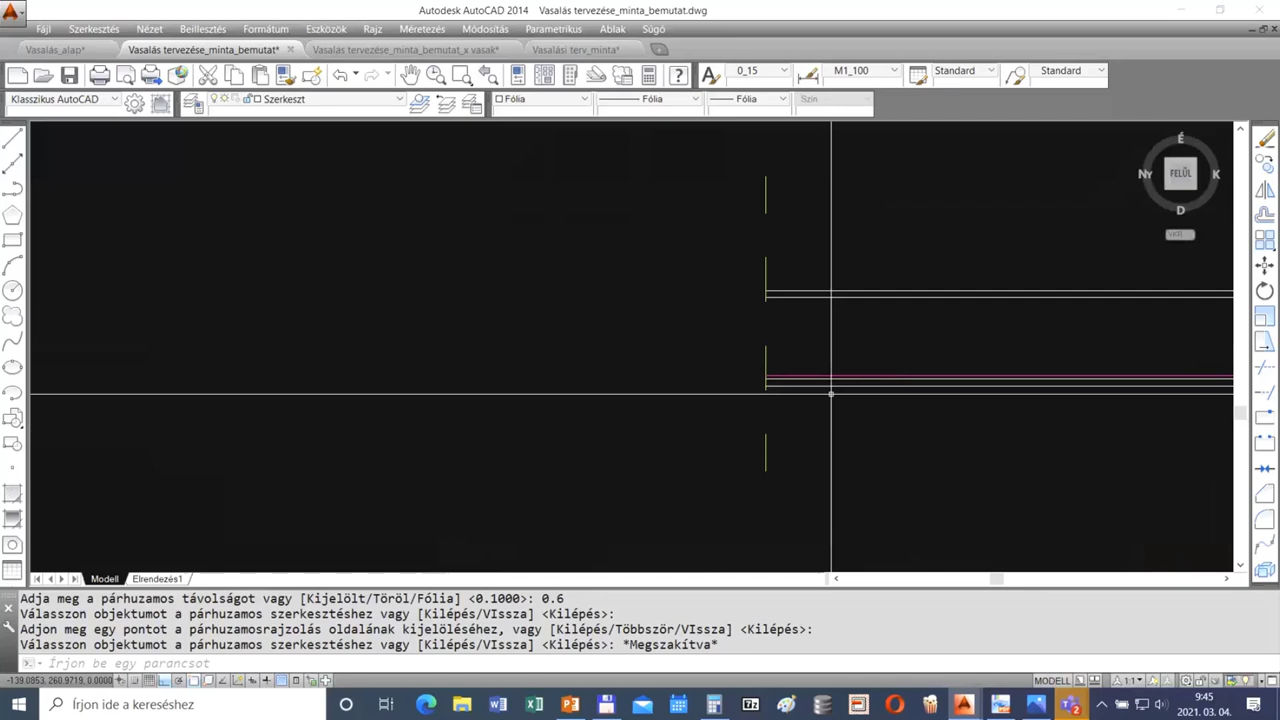 Autodesk AutoCAD 2014 Vasalás tervezése_minta_bemutat.dwg
Fájl Szerkesztés Nézet Beillesztés Formátum Eszközök Rajz Méretezés Módosítás Parametrikus Ablak Súgó
Vasalás_alap* Vasalás tervezése_minta_bemutat* Vasalás tervezése_minta_bemutat_x vasak* Vasalási terv_minta*
0_15 M1_100 Standard Standard
Klasszikus AutoCAD Szerkeszt Fólia Fólia Fólia Szín
É
NY FELÜL K
D
VKR
Modell Elrendezés1
Adja meg a párhuzamos távolságot vagy [Kijelölt/Töröl/Fólia] <0.1000>: 0.6
Válasszon objektumot a párhuzamos szerkesztéshez vagy [Kilépés/VIssza] <Kilépés>:
Adjon meg egy pontot a párhuzamosrajzolás oldalának kijelöléséhez, vagy [Kilépés/Többször/VIssza] <Kilépés>:
Válasszon objektumot a párhuzamos szerkesztéshez vagy [Kilépés/VIssza] <Kilépés>: *Megszakítva*
Írjon be egy parancsot
-139.0853, 260.9719, 0.0000 MODELL 1:1
Írjon ide a kereséshez
9:45
2021. 03. 04.